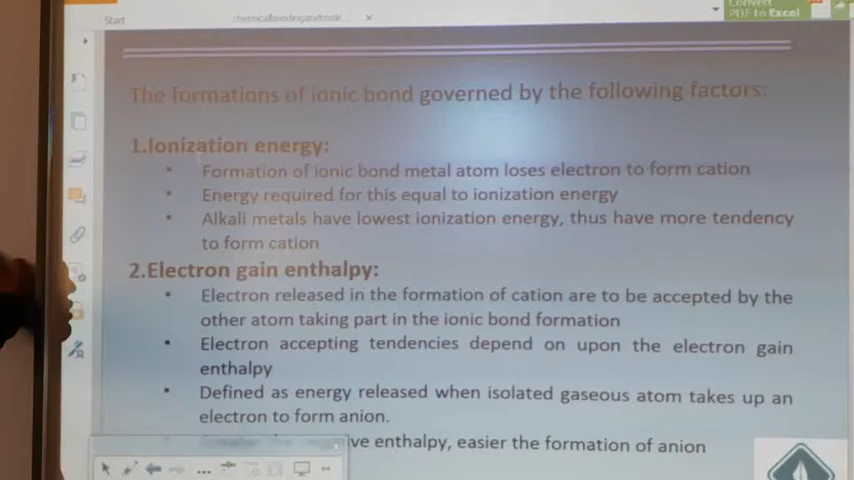 Start
Convert
PDF to Excel
The formations of ionic bond governed by the following factors:
1.Ionization energy:
• Formation of ionic bond metal atom loses electron to form cation
• Energy required for this equal to ionization energy
• Alkali metals have lowest ionization energy, thus have more tendency
to form cation
2.Electron gain enthalpy:
• Electron released in the formation of cation are to be accepted by the
other atom taking part in the ionic bond formation
• Electron accepting tendencies depend on upon the electron gain
enthalpy
• Defined as energy released when isolated gaseous atom takes up an
electron to form anion.
enthalpy, easier the formation of anion